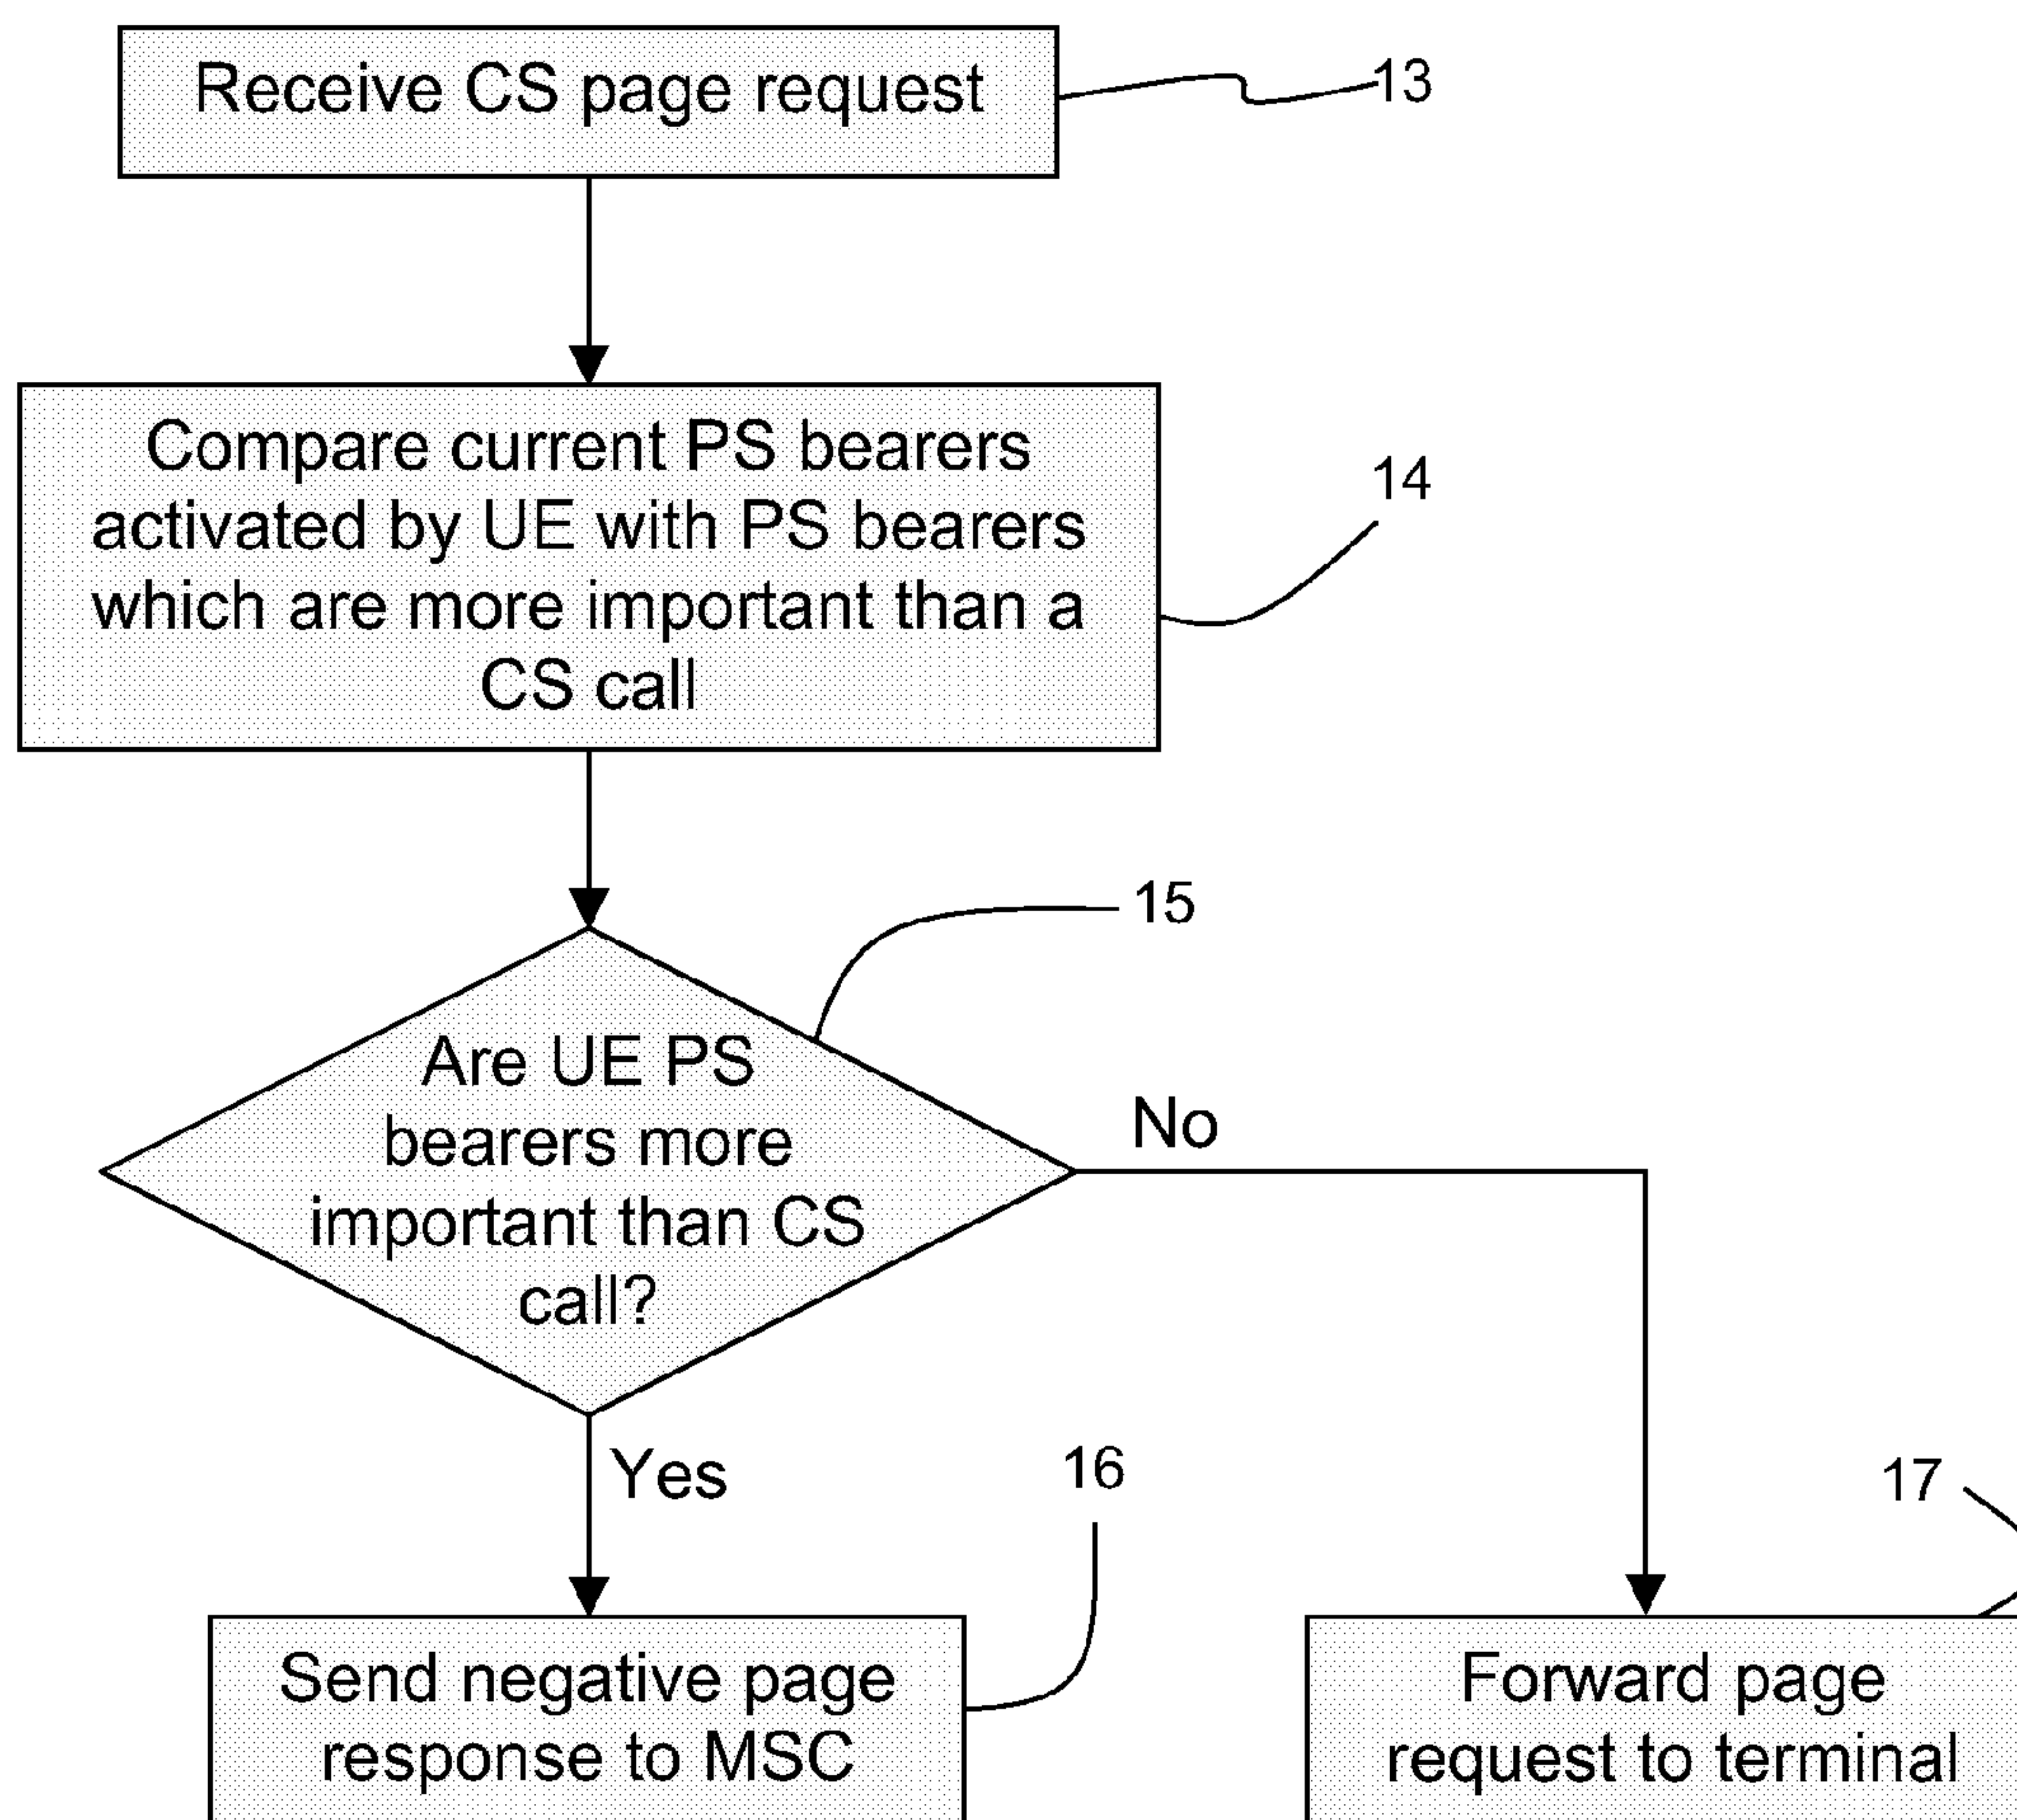 Receive CS page request
13
Compare current PS bearers
activated by UE with PS bearers
which are more important than a
CS call
14
15
Are UE PS
bearers more
important than CS
call?
No
Yes
16
17
Send negative page
response to MSC
Forward page
request to terminal